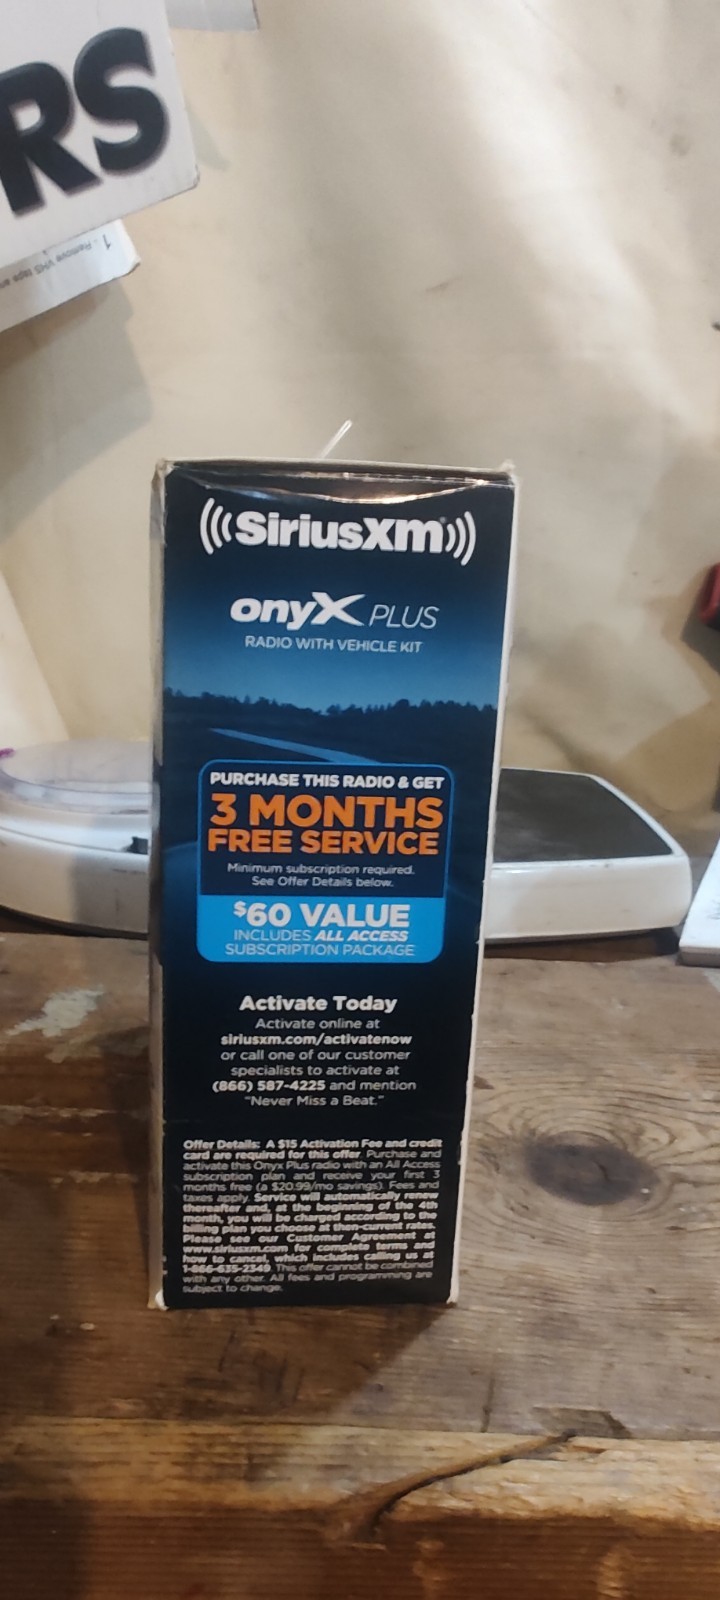 RS
1. Remove VHS tape an
SiriusXm
onyX PLUS
RADIO WITH VEHICLE KIT
PURCHASE THIS RADIO & GET
3 MONTHS
FREE SERVICE
Minimum subscription required.
See Offer Details below.
$60 VALUE
INCLUDES ALL ACCESS
SUBSCRIPTION PACKAGE
Activate Today
Activate online at
siriusxm.com/activatenow
or call one of our customer
specialists to activate at
(866) 587-4225 and mention
"Never Miss a Beat."
Offer Details: A $15 Activation Fee and credit
card are required for this offer. Purchase and
activate this Onyx Plus radio with an All Access
subscription plan and receive your first 3
months free (a $20.99/mo savings). Fees and
taxes apply. Service will automatically renew
thereafter and, at the beginning of the 4th
month, you will be charged according to the
billing plan you choose at then-current rates.
Please see our Customer Agreement at
www.siriusxm.com for complete terms and
how to cancel, which includes calling us at
1-866-635-2349. This offer cannot be combined
with any other. All fees and programming are
subject to change.